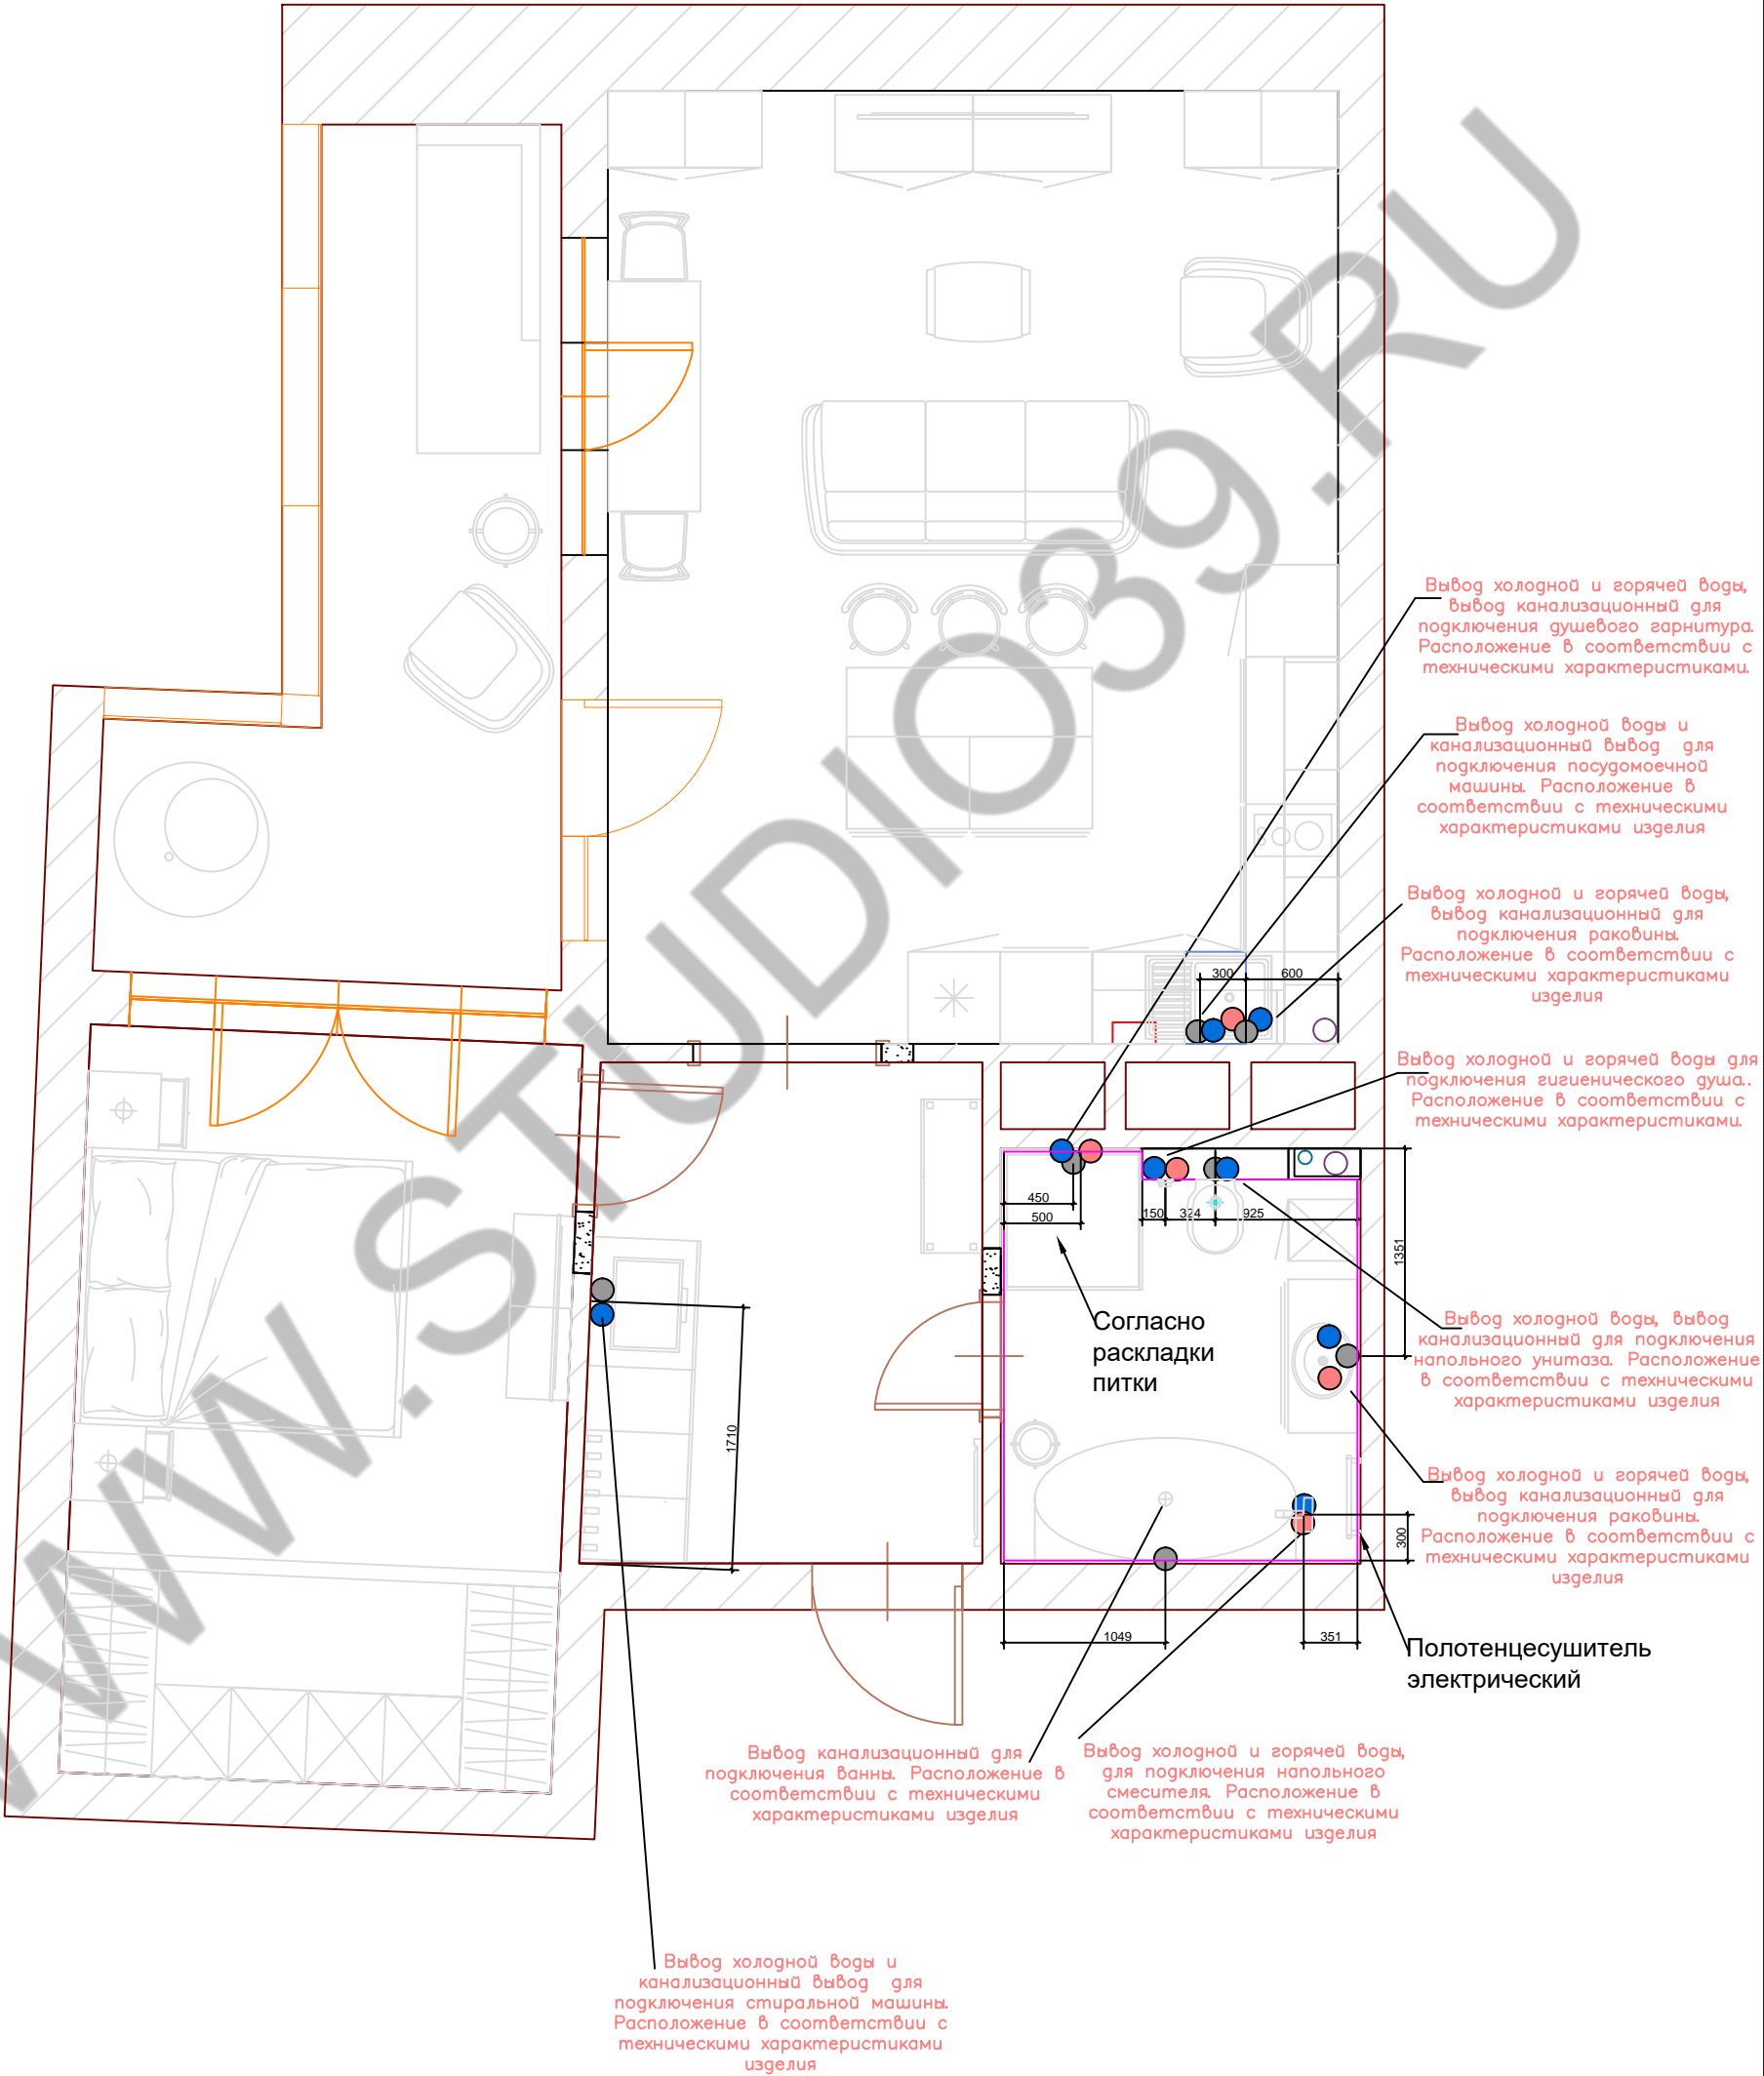 WWW.STUDIO39.RU
Вывод холодной и горячей воды,
вывод канализационный для
подключения душевого гарнитура.
Расположение в соответствии с
техническими характеристиками.
Вывод холодной воды и
канализационный вывод для
подключения посудомоечной
машины. Расположение в
соответствии с техническими
характеристиками изделия
Вывод холодной и горячей воды,
вывод канализационный для
подключения раковины.
Расположение в соответствии с
техническими характеристиками
изделия
300
600
Вывод холодной и горячей воды для
подключения гигиенического душа..
Расположение в соответствии с
техническими характеристиками.
450
500
150
324
925
1351
Согласно
раскладки
питки
Вывод холодной воды, вывод
канализационный для подключения
напольного унитаза. Расположение
в соответствии с техническими
характеристиками изделия
1710
Вывод холодной и горячей воды,
вывод канализационный для
подключения раковины.
Расположение в соответствии с
техническими характеристиками
изделия
300
1049
351
Полотенцесушитель
электрический
Вывод канализационный для
подключения ванны. Расположение в
соответствии с техническими
характеристиками изделия
Вывод холодной и горячей воды,
для подключения напольного
смесителя. Расположение в
соответствии с техническими
характеристиками изделия
Вывод холодной воды и
канализационный вывод для
подключения стиральной машины.
Расположение в соответствии с
техническими характеристиками
изделия